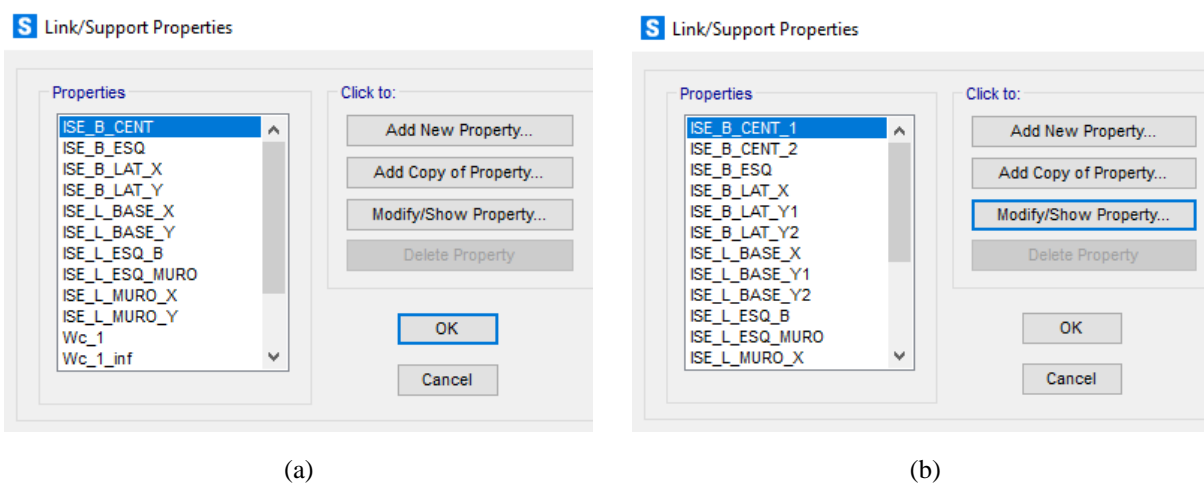 S Link/Support Properties
Properties
ISE_B_CENT
ISE_B_ESQ
ISE_B_LAT_X
ISE_B_LAT_Y
ISE_L_BASE_X
ISE_L_BASE_Y
ISE_L_ESQ_B
ISE_L_ESQ_MURO
ISE_L_MURO_X
ISE_L_MURO_Y
Wc_1
Wc_1_inf
Click to:
Add New Property...
Add Copy of Property...
Modify/Show Property...
Delete Property
OK
Cancel
(a)
S Link/Support Properties
Properties
ISE_B_CENT_1
ISE_B_CENT_2
ISE_B_ESQ
ISE_B_LAT_X
ISE_B_LAT_Y1
ISE_B_LAT_Y2
ISE_L_BASE_X
ISE_L_BASE_Y1
ISE_L_BASE_Y2
ISE_L_ESQ_B
ISE_L_ESQ_MURO
ISE_L_MURO_X
Click to:
Add New Property...
Add Copy of Property...
Modify/Show Property...
Delete Property
OK
Cancel
(b)